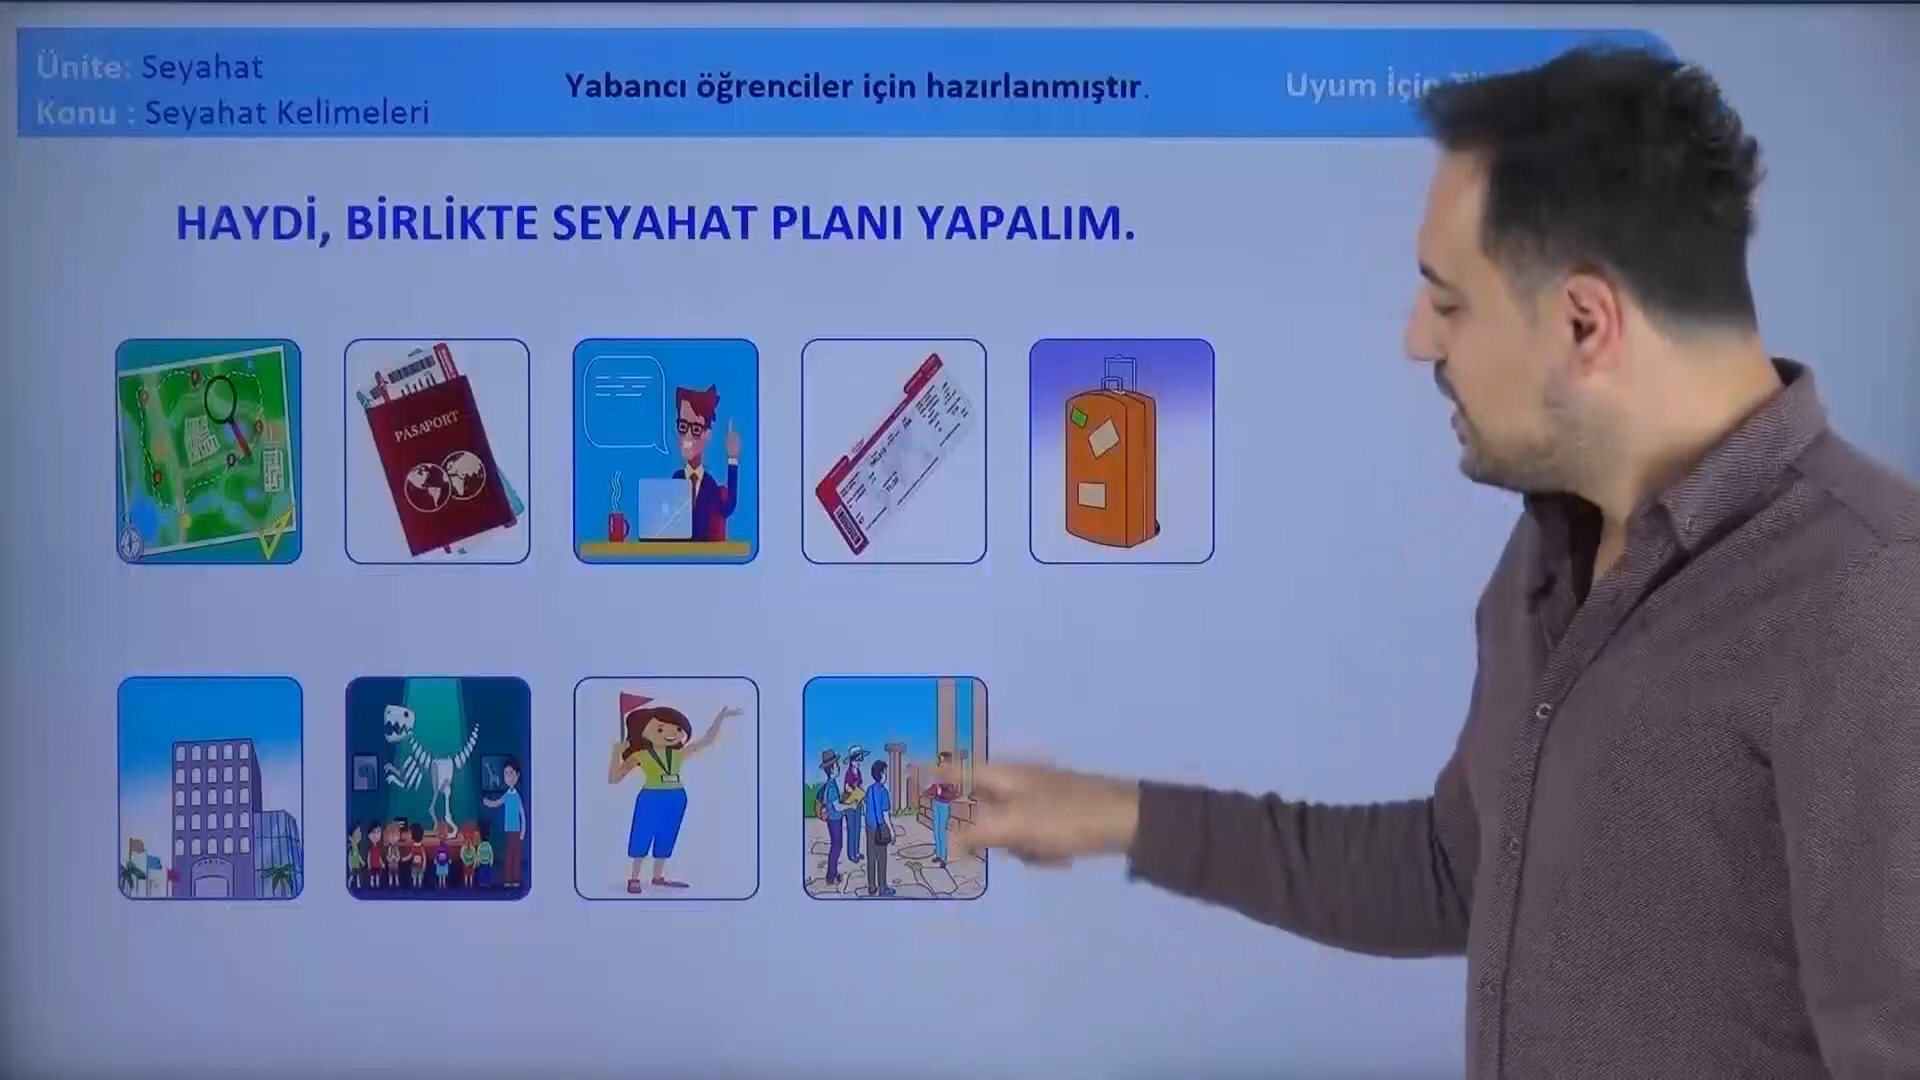 Ünite: Seyahat
Konu : Seyahat Kelimeleri
Yabancı öğrenciler için hazırlanmıştır.
Uyum İçin
HAYDİ, BİRLİKTE SEYAHAT PLANI YAPALIM.
PASAPORT